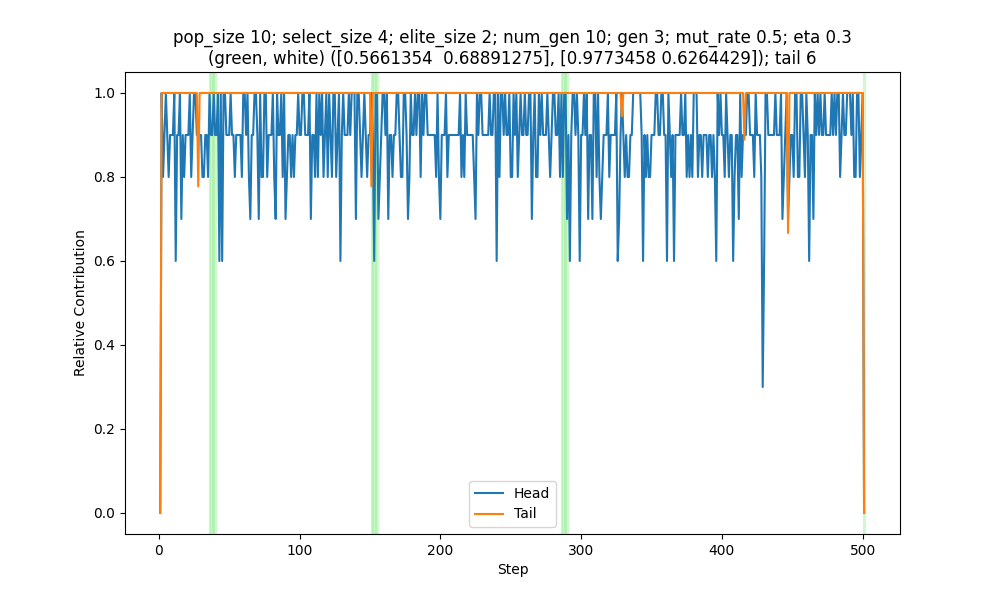 pop_size 10; select_size 4; elite_size 2; num_gen 10; gen 3; mut_rate 0.5; eta 0.3
(green, white) ([0.5661354  0.68891275], [0.9773458 0.6264429]); tail 6
Relative Contribution
1.0
0.8
0.6
0.4
0.2
0.0
Head
Tail
0
100
200
300
400
500
Step